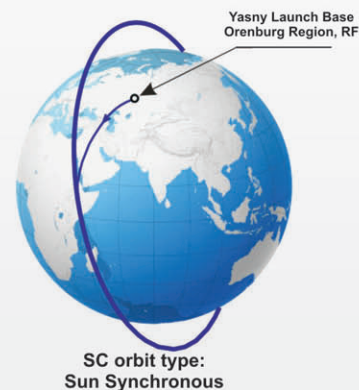 Yasny Launch Base
Orenburg Region, RF
SC orbit type:
Sun Synchronous